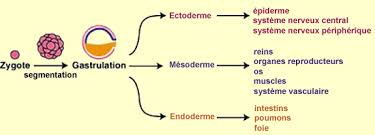 Zygote
segmentation
Gastrulation
Ectoderme
épiderme
système nerveux central
système nerveux périphérique
Mésoderme
reins
organes reproducteurs
os
muscles
système vasculaire
Endoderme
intestins
poumons
foie